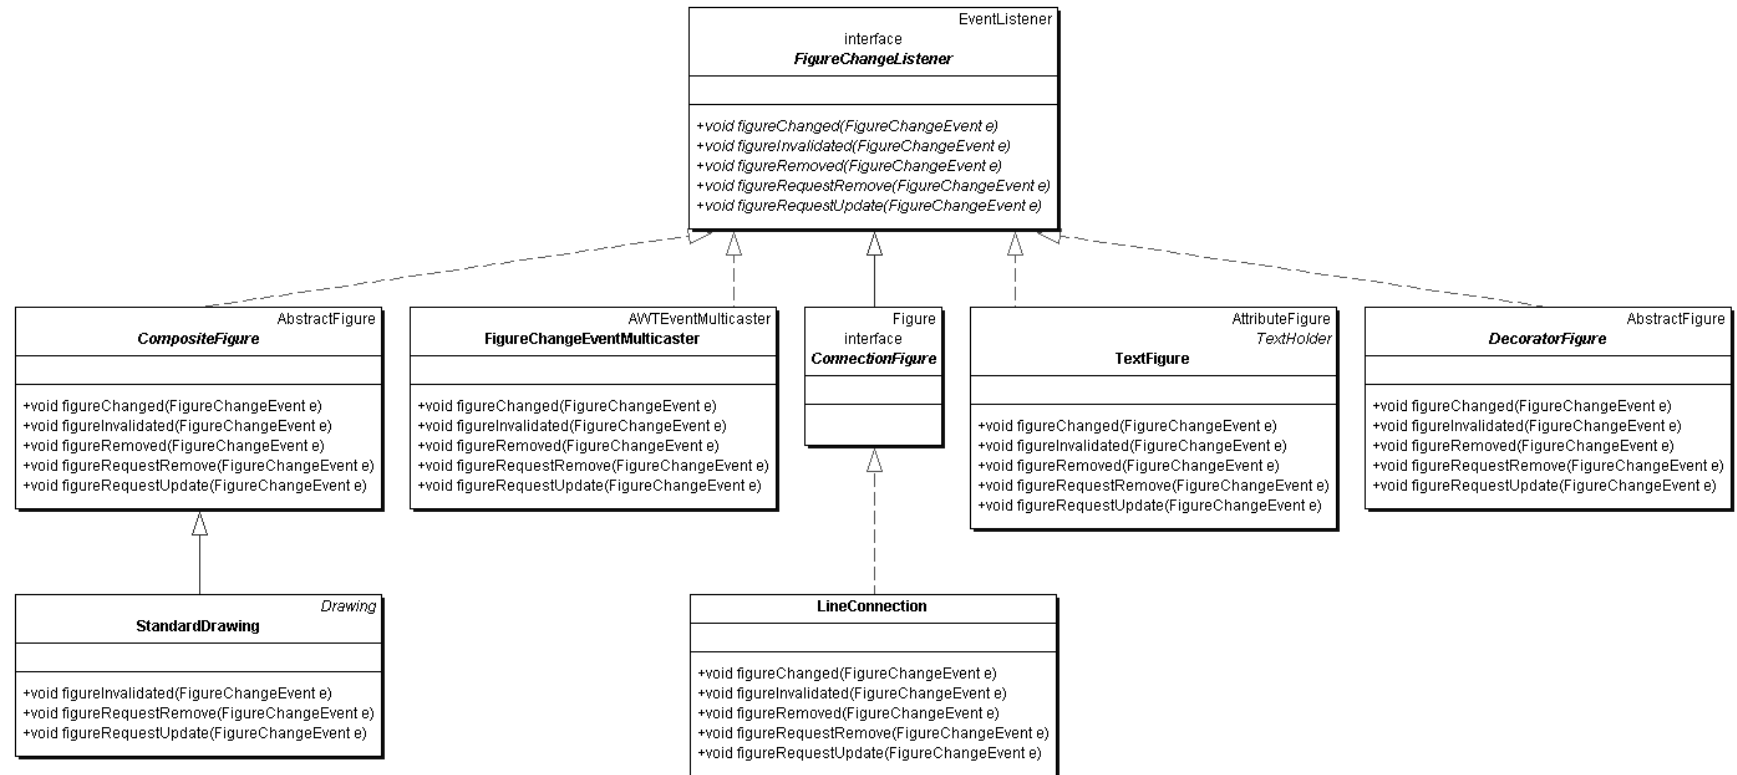 EventListener
interface
FigureChangeListener
+void figureChanged(FigureChangeEvent e)
+void figureInvalidated(FigureChangeEvent e)
+void figureRemoved(FigureChangeEvent e)
+void figureRequestRemove(FigureChangeEvent e)
+void figureRequestUpdate(FigureChangeEvent e)
AbstractFigure
CompositeFigure
+void figureChanged(FigureChangeEvent e)
+void figureInvalidated(FigureChangeEvent e)
+void figureRemoved(FigureChangeEvent e)
+void figureRequestRemove(FigureChangeEvent e)
+void figureRequestUpdate(FigureChangeEvent e)
AWTEventMulticaster
FigureChangeEventMulticaster
+void figureChanged(FigureChangeEvent e)
+void figureInvalidated(FigureChangeEvent e)
+void figureRemoved(FigureChangeEvent e)
+void figureRequestRemove(FigureChangeEvent e)
+void figureRequestUpdate(FigureChangeEvent e)
Figure
interface
ConnectionFigure
AttributeFigure
TextHolder
TextFigure
+void figureChanged(FigureChangeEvent e)
+void figureInvalidated(FigureChangeEvent e)
+void figureRemoved(FigureChangeEvent e)
+void figureRequestRemove(FigureChangeEvent e)
+void figureRequestUpdate(FigureChangeEvent e)
AbstractFigure
DecoratorFigure
+void figureChanged(FigureChangeEvent e)
+void figureInvalidated(FigureChangeEvent e)
+void figureRemoved(FigureChangeEvent e)
+void figureRequestRemove(FigureChangeEvent e)
+void figureRequestUpdate(FigureChangeEvent e)
Drawing
StandardDrawing
+void figureInvalidated(FigureChangeEvent e)
+void figureRequestRemove(FigureChangeEvent e)
+void figureRequestUpdate(FigureChangeEvent e)
LineConnection
+void figureChanged(FigureChangeEvent e)
+void figureInvalidated(FigureChangeEvent e)
+void figureRemoved(FigureChangeEvent e)
+void figureRequestRemove(FigureChangeEvent e)
+void figureRequestUpdate(FigureChangeEvent e)